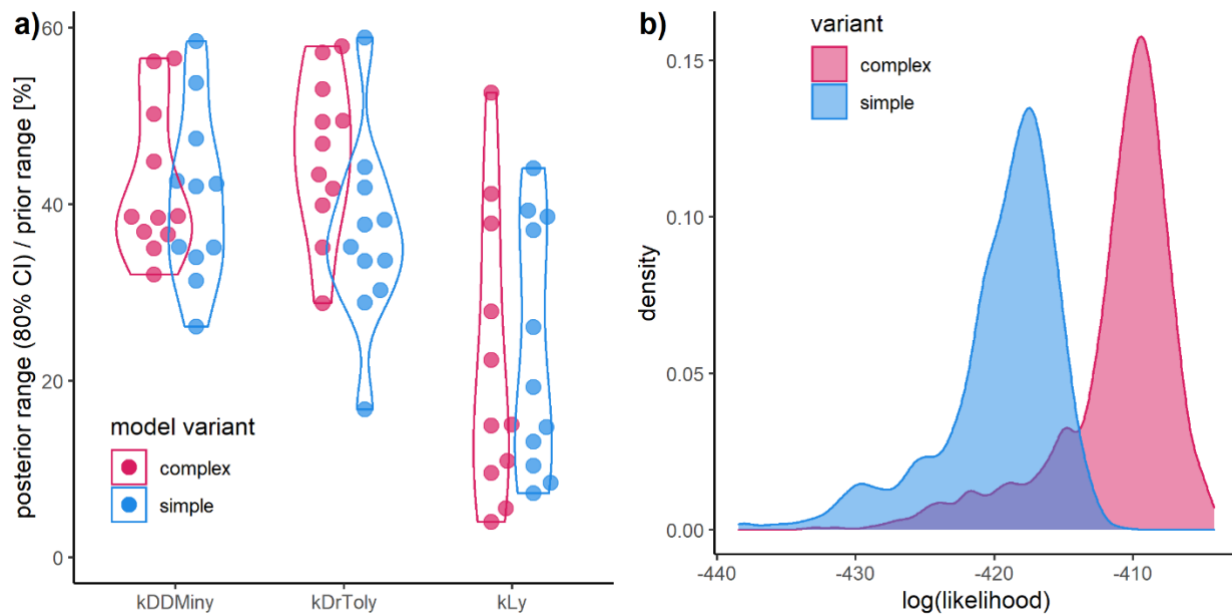 a)
posterior range (80% CI) / prior range [%]
60
40
20
0
model variant
complex
simple
kDDMiny
kDrToly
kLy
b)
variant
complex
simple
density
0.15
0.10
0.05
0.00
-440
-430
-420
-410
log(likelihood)